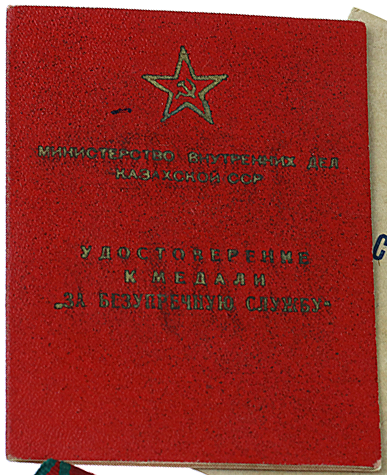 МИНИСТЕРСТВО ВНУТРЕННИХ ДЕЛ
КАЗАХСКОЙ ССР
УДОСТОВЕРЕНИЕ
К МЕДАЛИ
„ЗА БЕЗУПРЕЧНУЮ СЛУЖБУ“
С